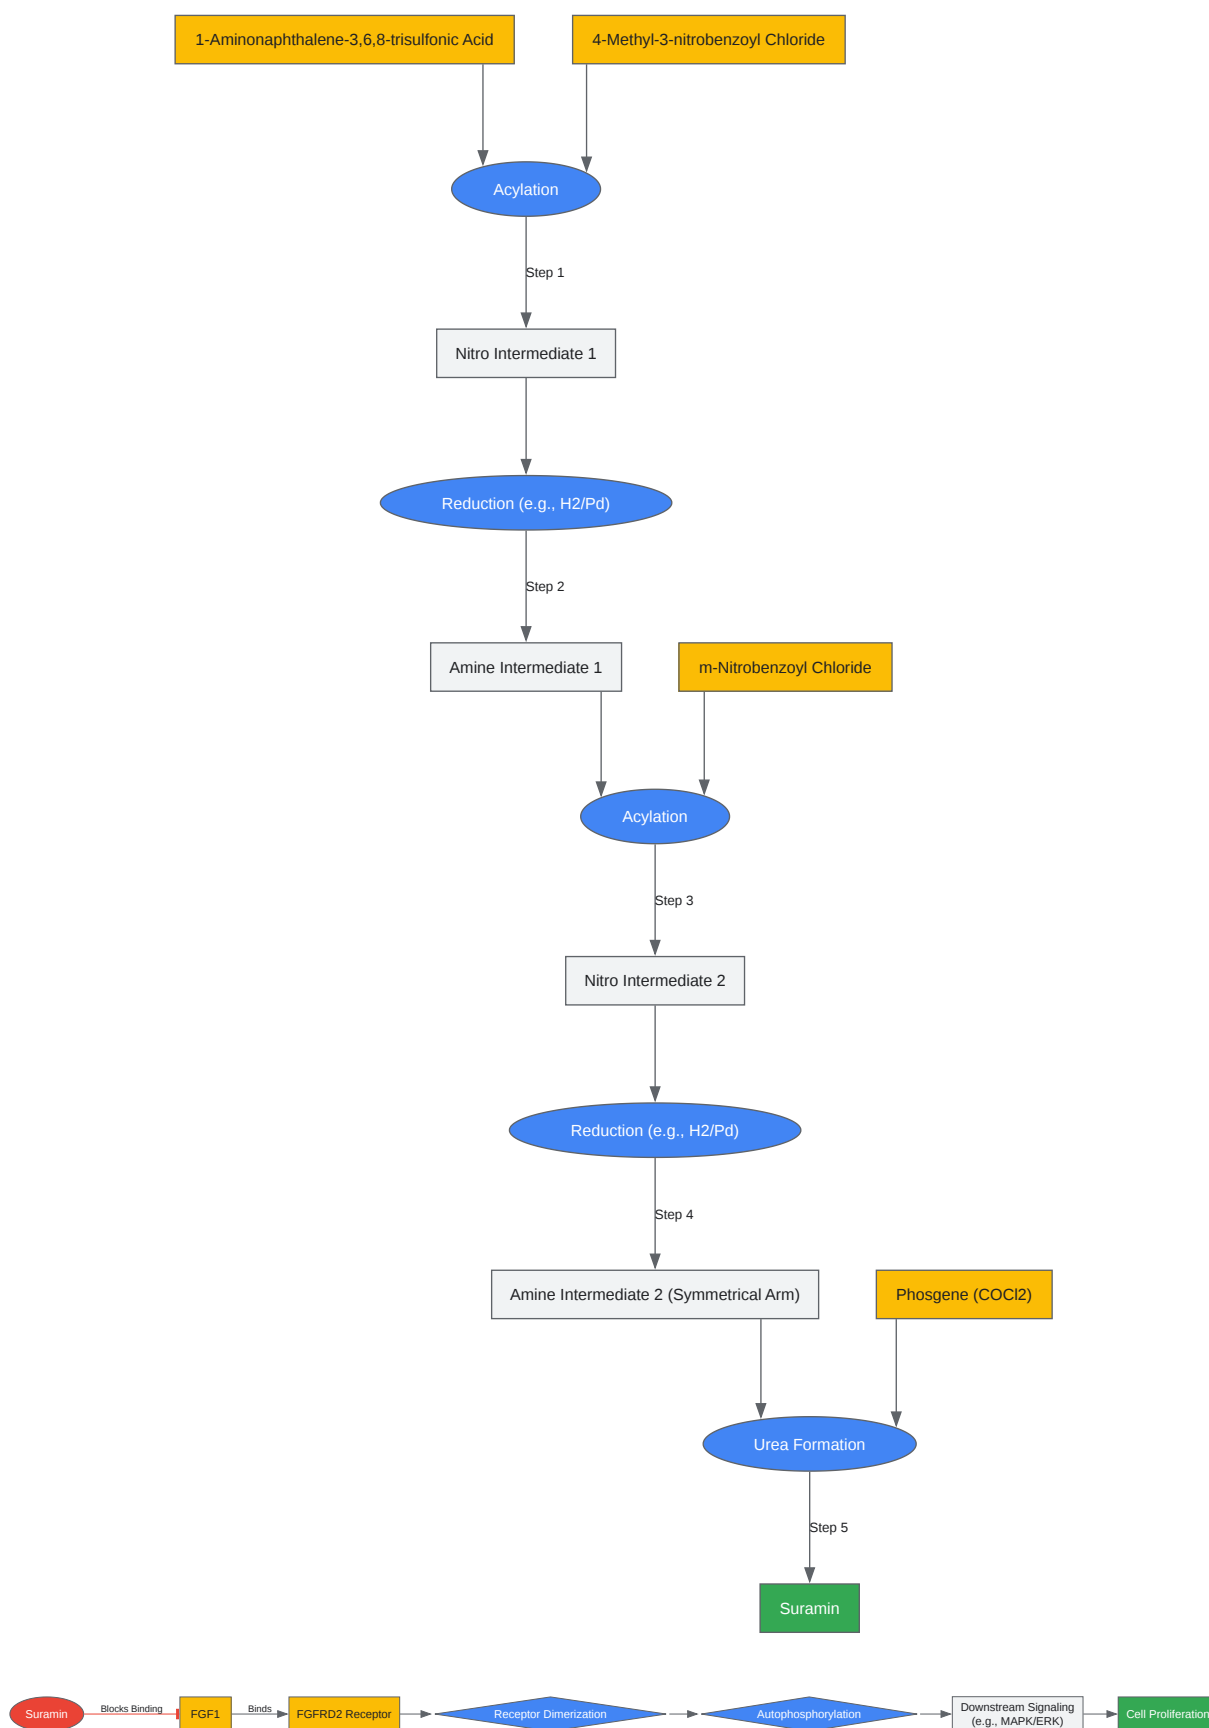 1-Aminonaphthalene-3,6,8-trisulfonic Acid
4-Methyl-3-nitrobenzoyl Chloride
Acylation
Step 1
Nitro Intermediate 1
Reduction (e.g., H2/Pd)
Step 2
Amine Intermediate 1
m-Nitrobenzoyl Chloride
Acylation
Step 3
Nitro Intermediate 2
Reduction (e.g., H2/Pd)
Step 4
Amine Intermediate 2 (Symmetrical Arm)
Phosgene (COCl2)
Urea Formation
Step 5
Suramin
Suramin
Blocks Binding
FGF1
Binds
FGFRD2 Receptor
Receptor Dimerization
Autophosphorylation
Downstream Signaling
(e.g., MAPK/ERK)
Cell Proliferation